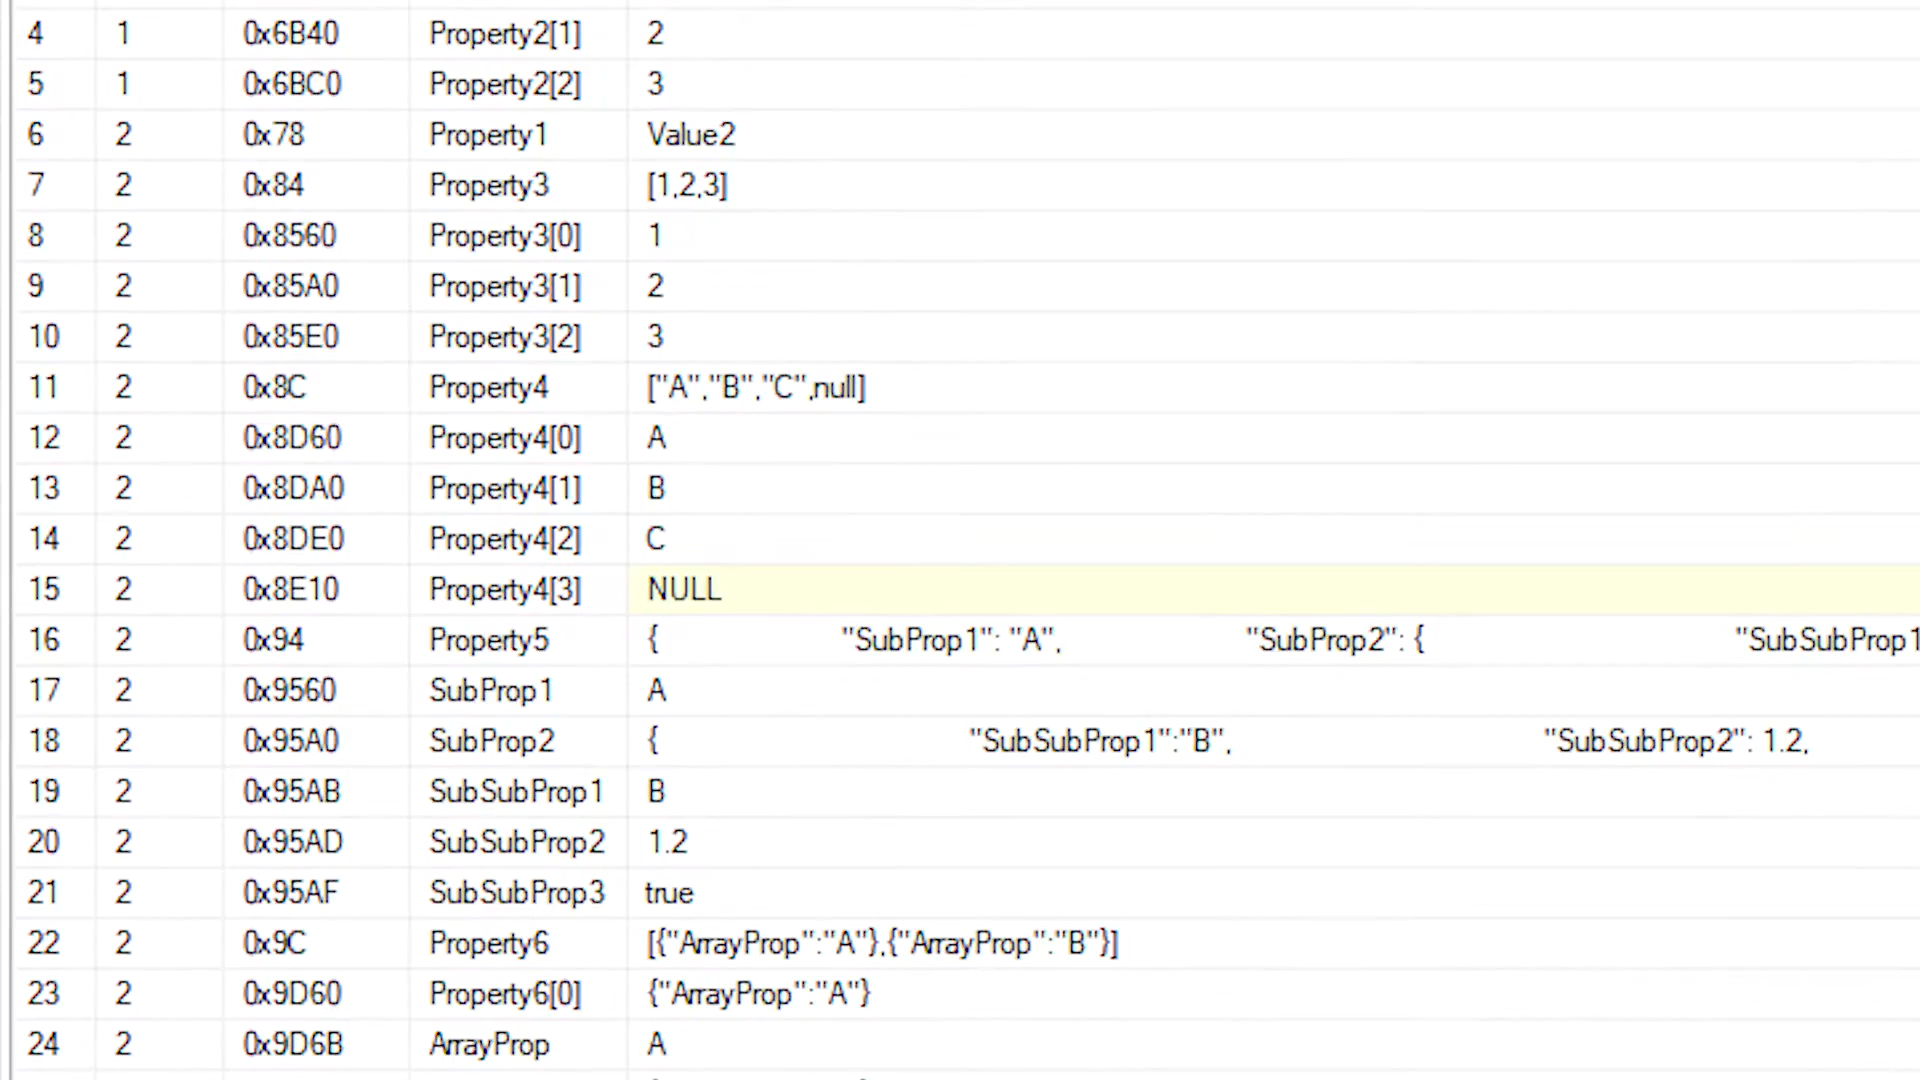 4 1 0x6B40 Property2[1] 2
5 1 0x6BC0 Property2[2] 3
6 2 0x78 Property1 Value2
7 2 0x84 Property3 [1,2,3]
8 2 0x8560 Property3[0] 1
9 2 0x85A0 Property3[1] 2
10 2 0x85E0 Property3[2] 3
11 2 0x8C Property4 ["A","B","C",null]
12 2 0x8D60 Property4[0] A
13 2 0x8DA0 Property4[1] B
14 2 0x8DE0 Property4[2] C
15 2 0x8E10 Property4[3] NULL
16 2 0x94 Property5 { "SubProp1": "A", "SubProp2": { "SubSubProp1
17 2 0x9560 SubProp1 A
18 2 0x95A0 SubProp2 { "SubSubProp1":"B", "SubSubProp2": 1.2,
19 2 0x95AB SubSubProp1 B
20 2 0x95AD SubSubProp2 1.2
21 2 0x95AF SubSubProp3 true
22 2 0x9C Property6 [{"ArrayProp":"A"},{"ArrayProp":"B"}]
23 2 0x9D60 Property6[0] {"ArrayProp":"A"}
24 2 0x9D6B ArrayProp A